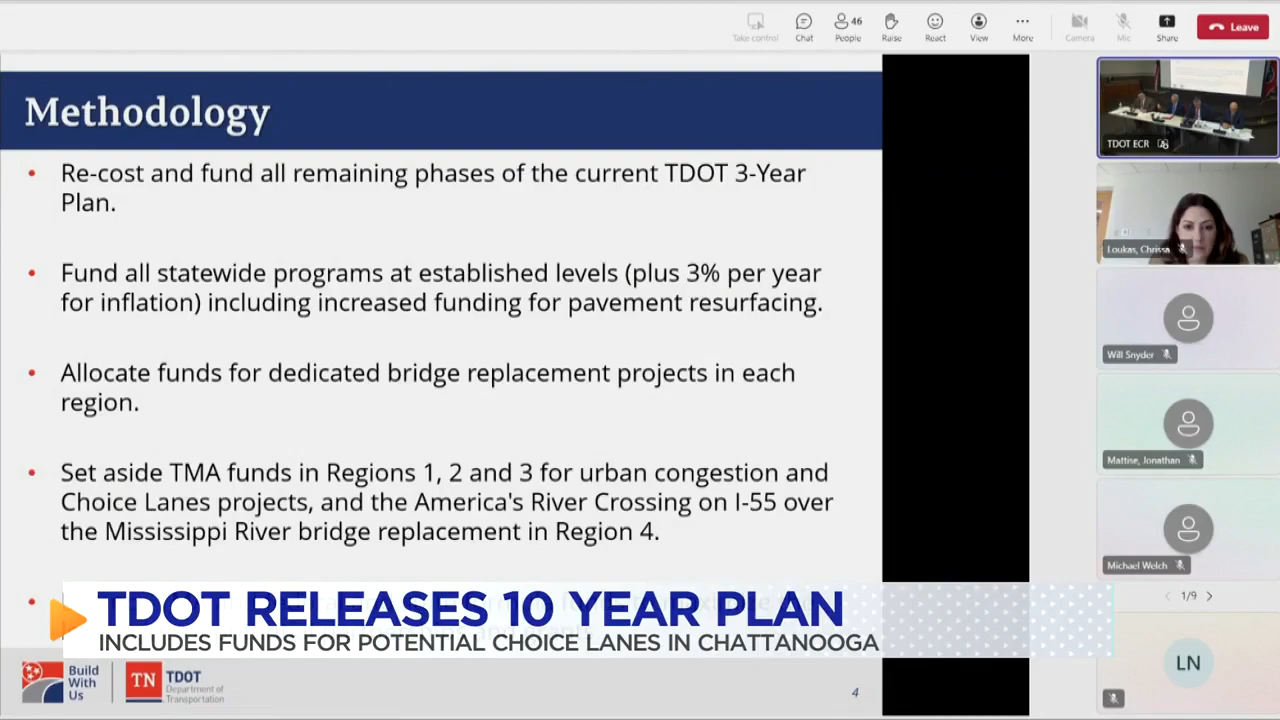 Take control
Chat
46
People
Raise
React
View
More
Camera
Mic
Share
Leave
Methodology
Re-cost and fund all remaining phases of the current TDOT 3-Year
Plan.
Fund all statewide programs at established levels (plus 3% per year
for inflation) including increased funding for pavement resurfacing.
Allocate funds for dedicated bridge replacement projects in each
region.
Set aside TMA funds in Regions 1, 2 and 3 for urban congestion and
Choice Lanes projects, and the America's River Crossing on I-55 over
the Mississippi River bridge replacement in Region 4.
TDOT RELEASES 10 YEAR PLAN
INCLUDES FUNDS FOR POTENTIAL CHOICE LANES IN CHATTANOOGA
Build
With
Us
TN
TDOT
Department of
Transportation
4
TDOT ECR
Loukas, Chrissa
Will Snyder
Mattise, Jonathan
Michael Welch
1/9
LN